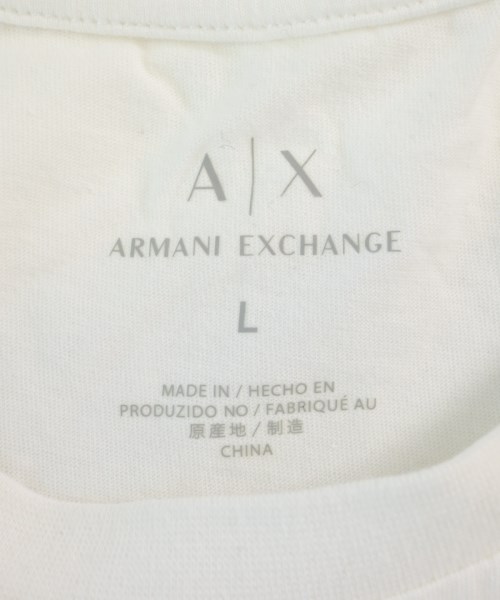 A|X
ARMANI EXCHANGE
L
MADE IN / HECHO EN
PRODUZIDO NO / FABRIQUÉ AU
原産地 / 制造
CHINA